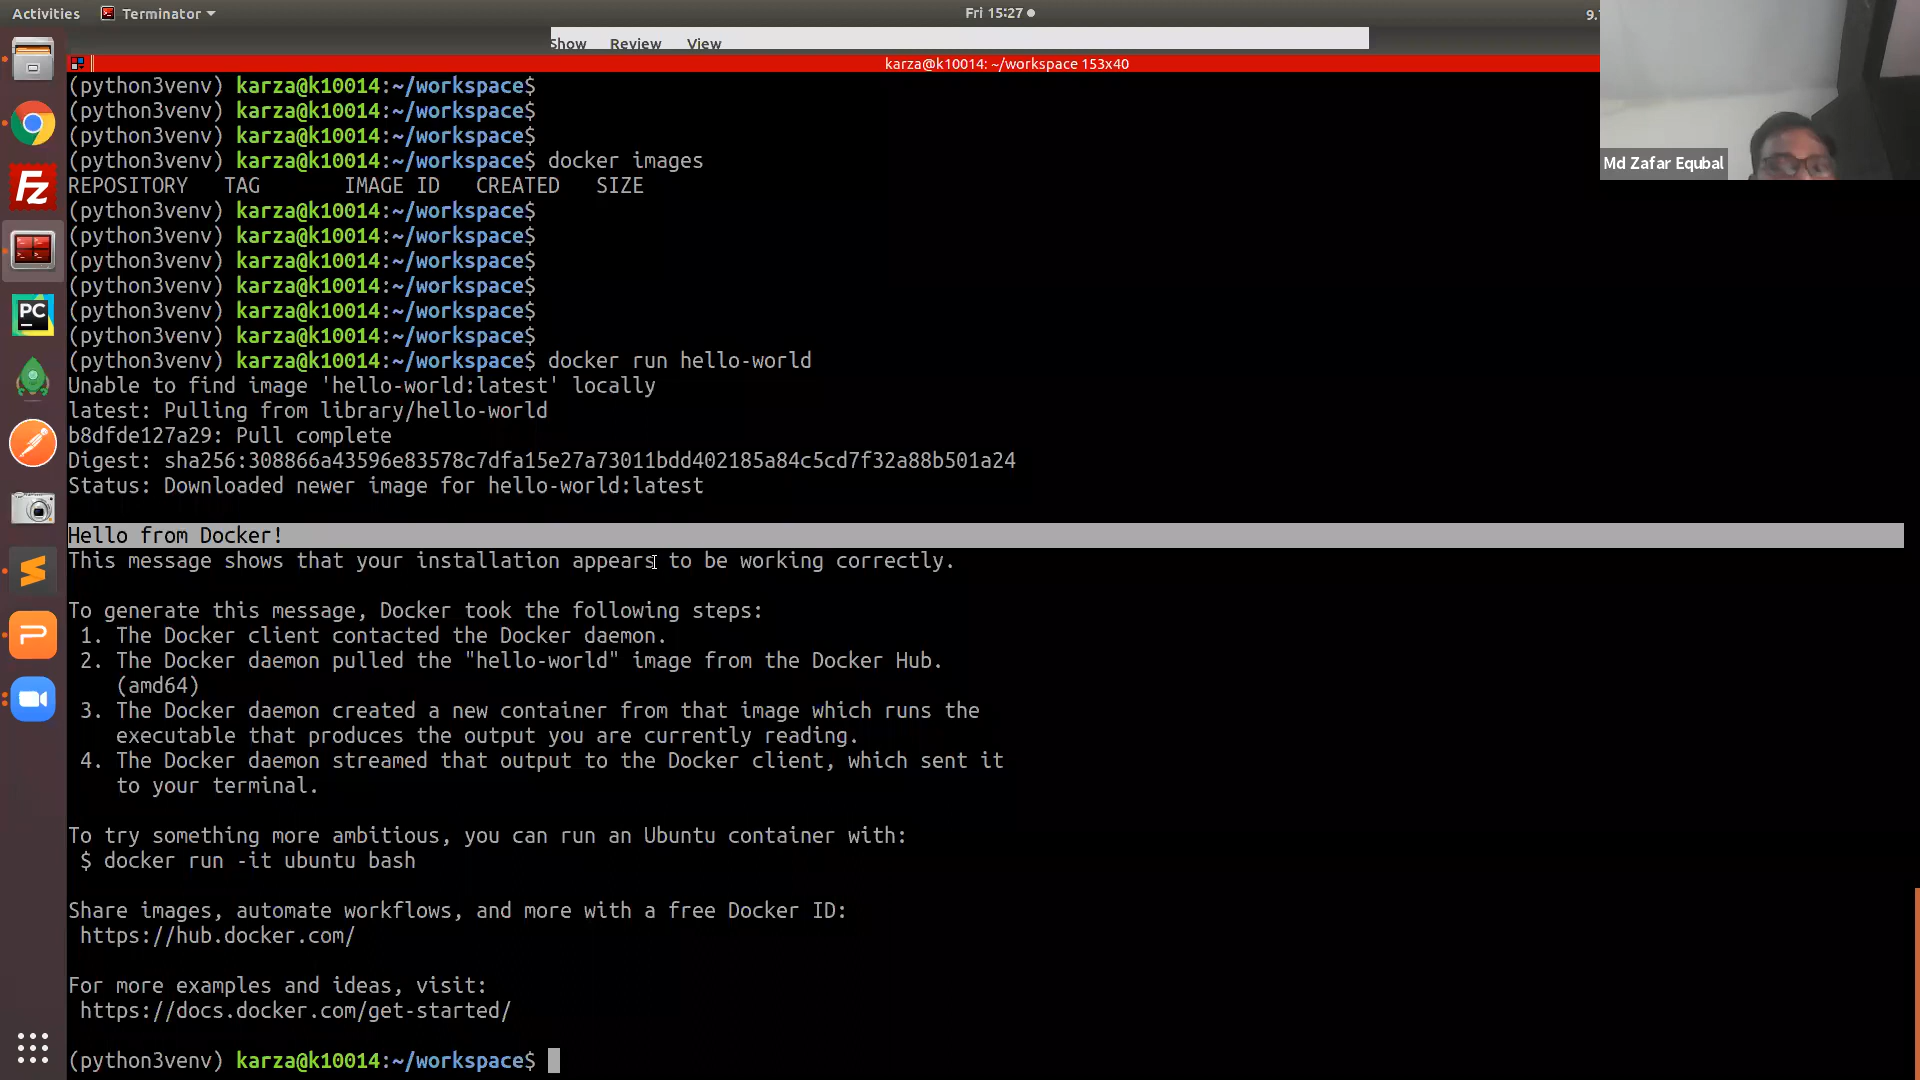 Activities Terminator Fri 15:27
Show Review View
karza@k10014: ~/workspace 153x40
(python3venv) karza@k10014:~/workspace$
(python3venv) karza@k10014:~/workspace$
(python3venv) karza@k10014:~/workspace$
(python3venv) karza@k10014:~/workspace$ docker images
REPOSITORY TAG IMAGE ID CREATED SIZE
(python3venv) karza@k10014:~/workspace$
(python3venv) karza@k10014:~/workspace$
(python3venv) karza@k10014:~/workspace$
(python3venv) karza@k10014:~/workspace$
(python3venv) karza@k10014:~/workspace$
(python3venv) karza@k10014:~/workspace$
(python3venv) karza@k10014:~/workspace$ docker run hello-world
Unable to find image 'hello-world:latest' locally
latest: Pulling from library/hello-world
b8dfde127a29: Pull complete
Digest: sha256:308866a43596e83578c7dfa15e27a73011bdd402185a84c5cd7f32a88b501a24
Status: Downloaded newer image for hello-world:latest
Hello from Docker!
This message shows that your installation appears to be working correctly.
To generate this message, Docker took the following steps:
1. The Docker client contacted the Docker daemon.
2. The Docker daemon pulled the "hello-world" image from the Docker Hub.
(amd64)
3. The Docker daemon created a new container from that image which runs the
executable that produces the output you are currently reading.
4. The Docker daemon streamed that output to the Docker client, which sent it
to your terminal.
To try something more ambitious, you can run an Ubuntu container with:
$ docker run -it ubuntu bash
Share images, automate workflows, and more with a free Docker ID:
https://hub.docker.com/
For more examples and ideas, visit:
https://docs.docker.com/get-started/
(python3venv) karza@k10014:~/workspace$
Md Zafar Equbal
Fz
PC